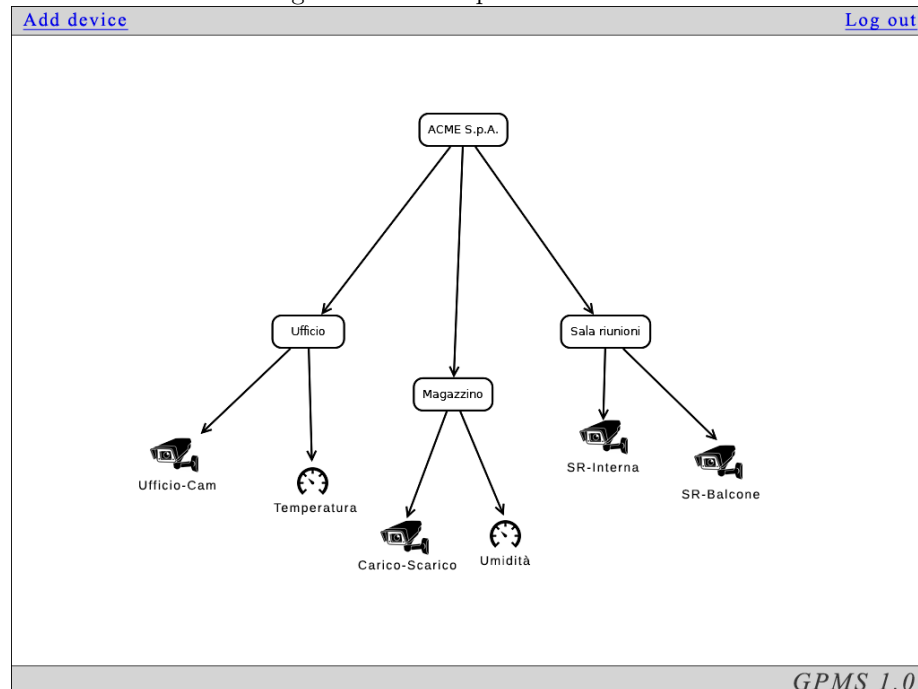 Add device
Log out
ACME S.p.A.
Ufficio
Sala riunioni
Magazzino
SR-Interna
Ufficio-Cam
SR-Balcone
Temperatura
Carico-Scarico
Umidità
GPMS 1.0